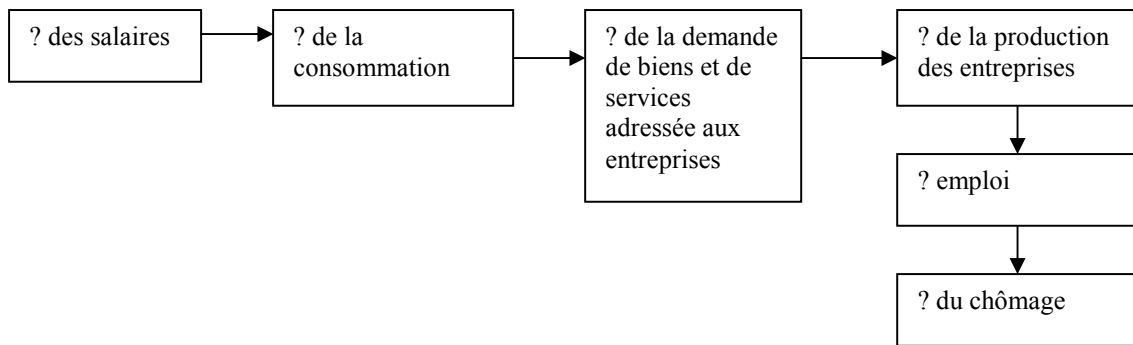 ? des salaires
? de la
consommation
? de la demande
de biens et de
services
adressée aux
entreprises
? de la production
des entreprises
? emploi
? du chômage